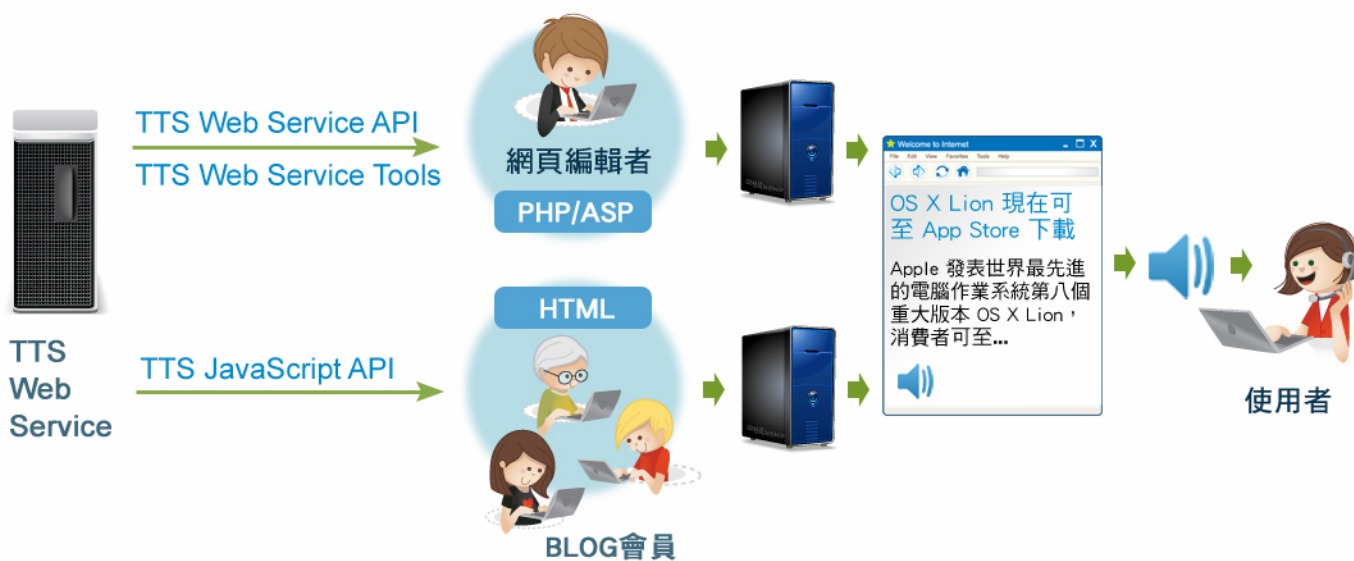 TTS
Web
Service
TTS Web Service API
TTS Web Service Tools
網頁編輯者
PHP/ASP
TTS JavaScript API
HTML
BLOG會員
Welcome to Internet
File Edit View Favorites Tools Help
OS X Lion 現在可
至 App Store 下載
Apple 發表世界最先進
的電腦作業系統第八個
重大版本 OS X Lion，
消費者可至...
使用者